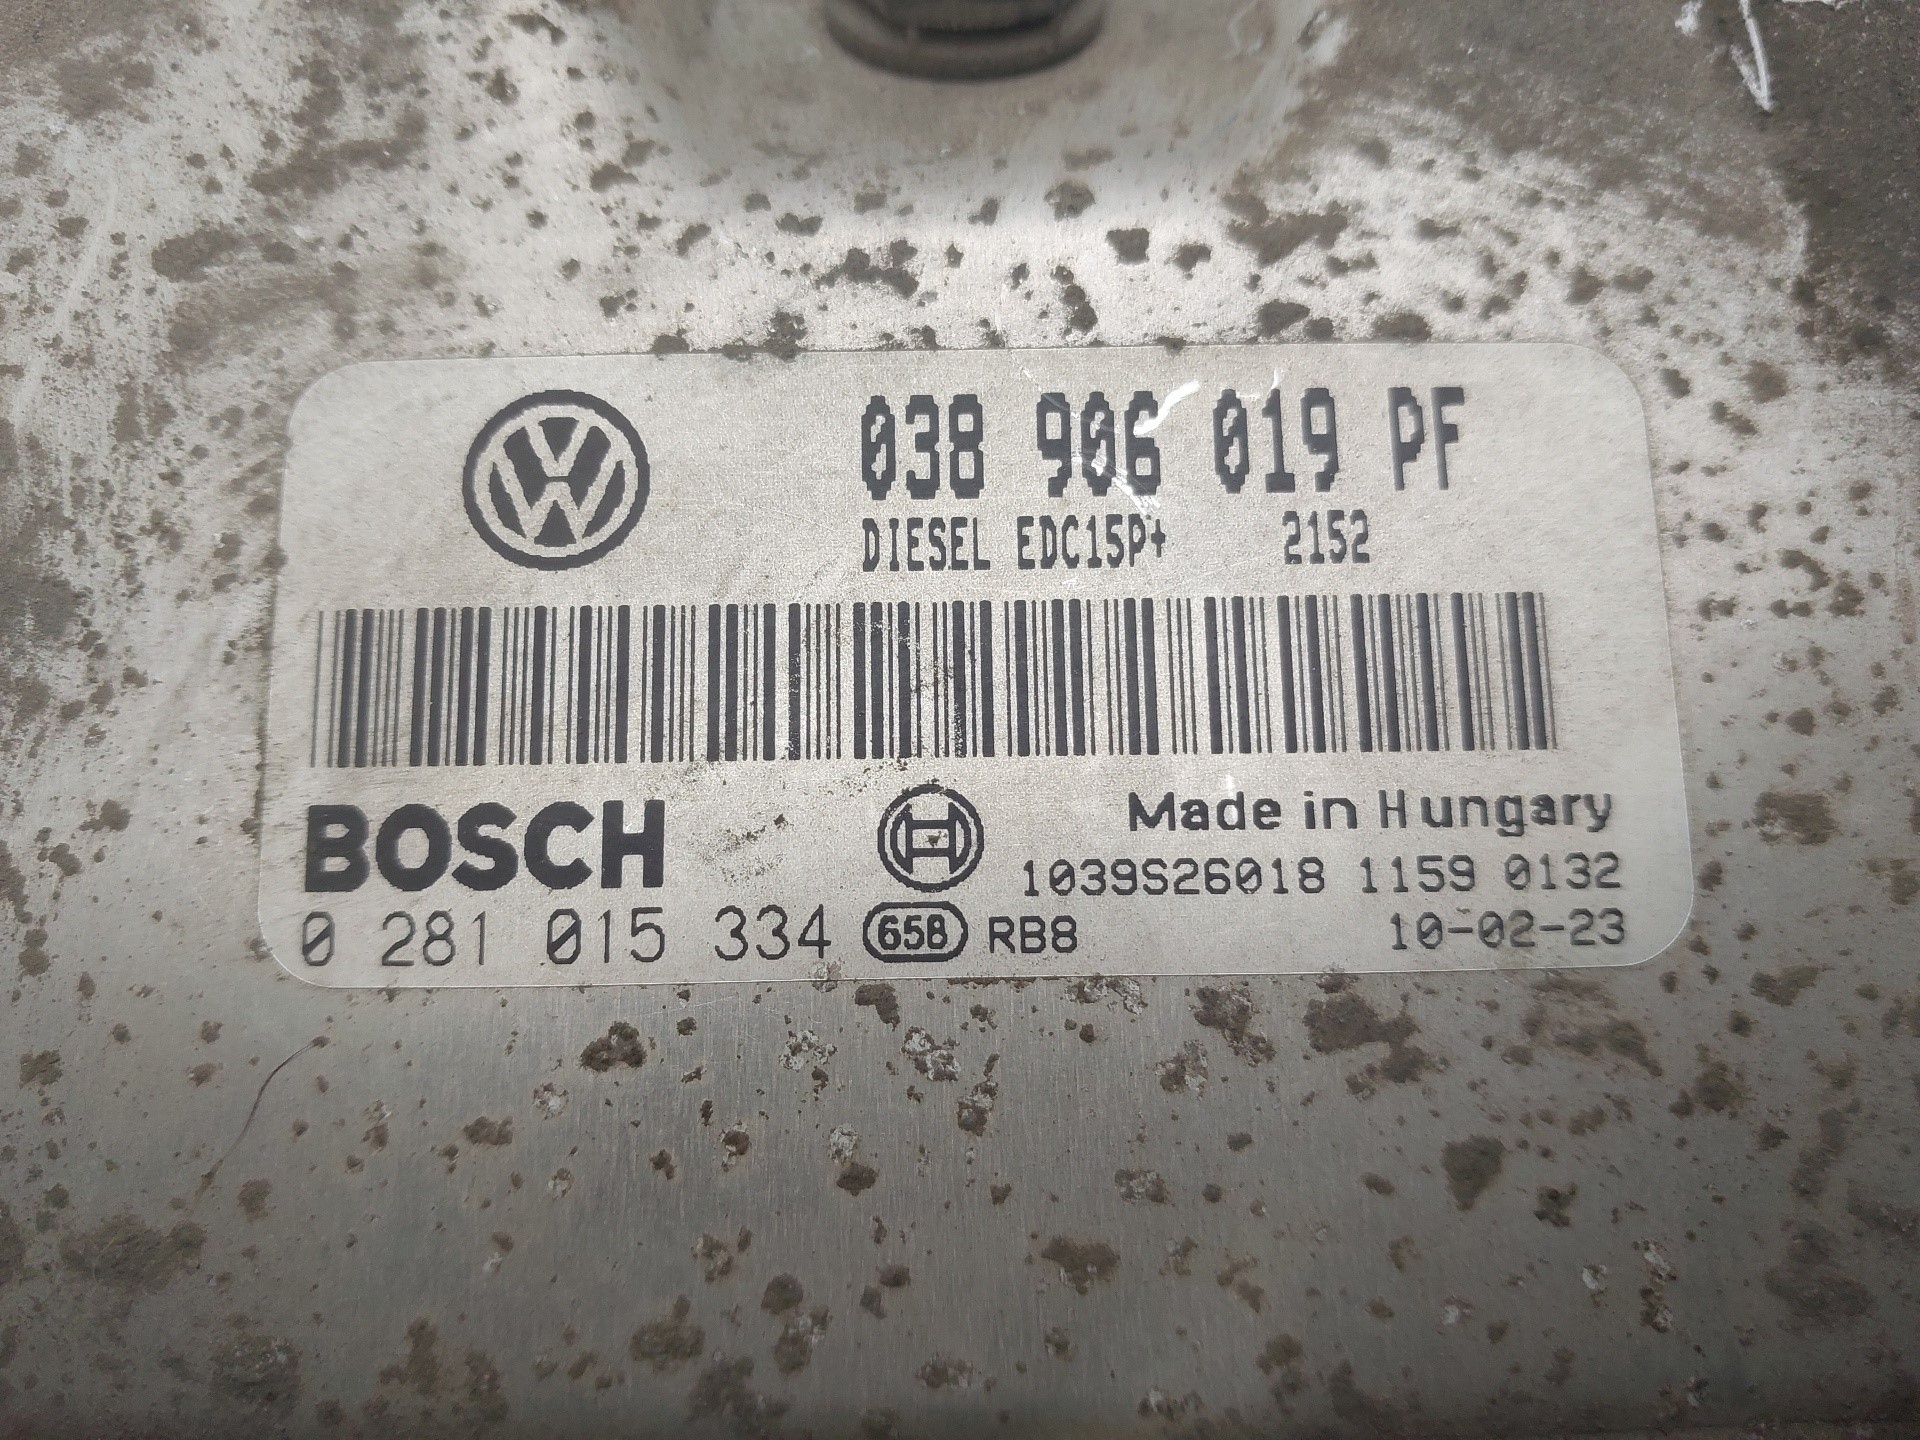 038 906 019 PF
DIESEL EDC15P+ 2152
BOSCH
Made in Hungary
1039S26018 1159 0132
0 281 015 334 658 RB8 10-02-23